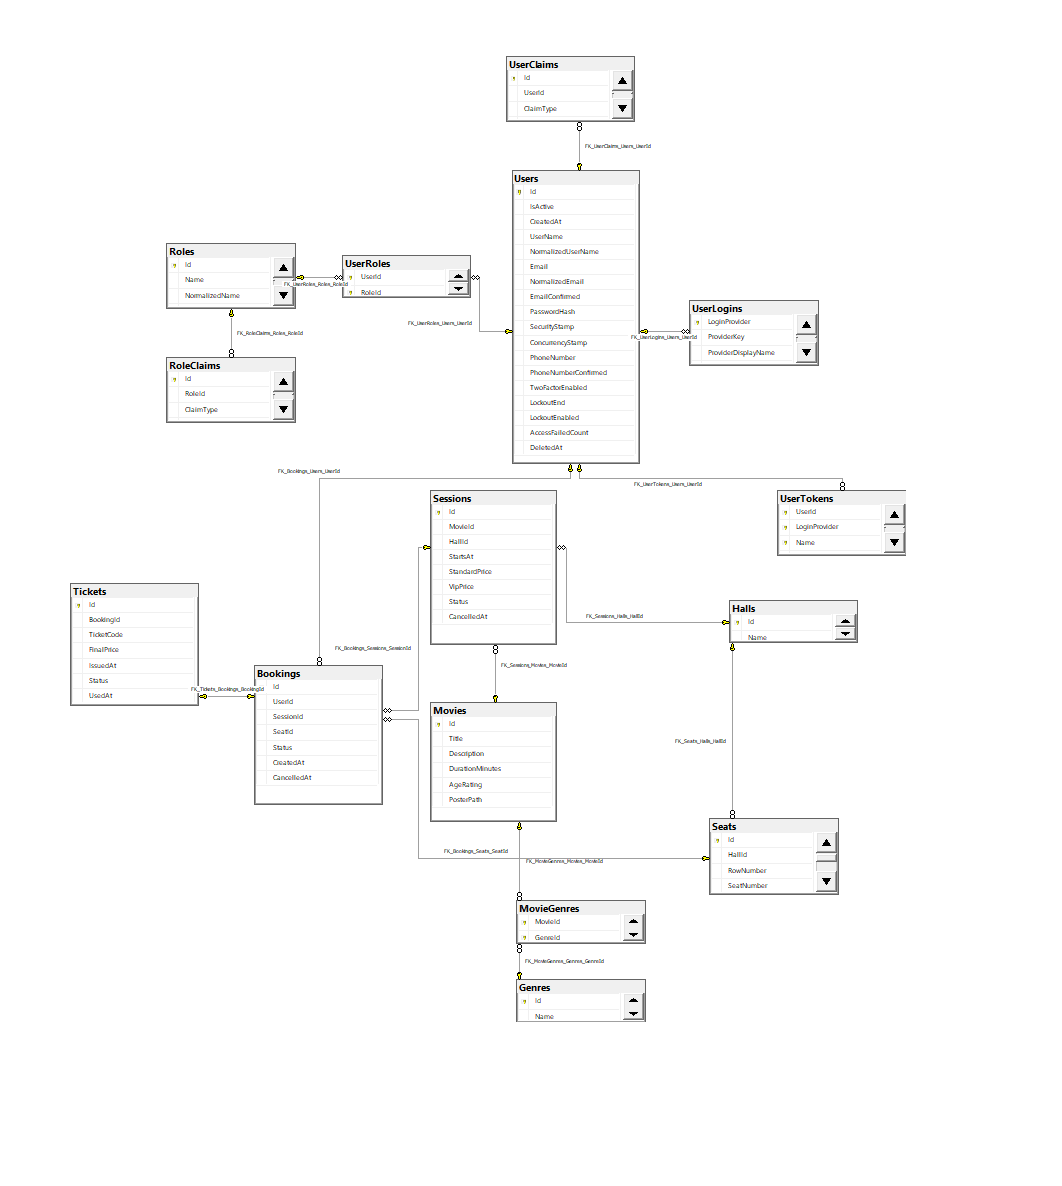 UserClaims
Id
UserId
ClaimType
FK_UserClaims_Users_UserId
Users
Id
IsActive
CreatedAt
UserName
NormalizedUserName
Email
NormalizedEmail
EmailConfirmed
PasswordHash
SecurityStamp
ConcurrencyStamp
PhoneNumber
PhoneNumberConfirmed
TwoFactorEnabled
LockoutEnd
LockoutEnabled
AccessFailedCount
DeletedAt
Roles
Id
Name
NormalizedName
FK_UserRoles_Roles_RoleId
UserRoles
UserId
RoleId
FK_UserRoles_Users_UserId
FK_RoleClaims_Roles_RoleId
RoleClaims
Id
RoleId
ClaimType
UserLogins
LoginProvider
ProviderKey
ProviderDisplayName
FK_UserLogins_Users_UserId
FK_Bookings_Users_UserId
FK_UserTokens_Users_UserId
UserTokens
UserId
LoginProvider
Name
Sessions
Id
MovieId
HallId
StartsAt
StandardPrice
VipPrice
Status
CancelledAt
FK_Sessions_Halls_HallId
Halls
Id
Name
Tickets
Id
BookingId
TicketCode
FinalPrice
IssuedAt
Status
UsedAt
FK_Tickets_Bookings_BookingId
FK_Bookings_Sessions_SessionId
FK_Sessions_Movies_MovieId
Bookings
Id
UserId
SessionId
SeatId
Status
CreatedAt
CancelledAt
Movies
Id
Title
Description
DurationMinutes
AgeRating
PosterPath
FK_Seats_Halls_HallId
Seats
Id
HallId
RowNumber
SeatNumber
FK_Bookings_Seats_SeatId
FK_MovieGenres_Movies_MovieId
MovieGenres
MovieId
GenreId
FK_MovieGenres_Genres_GenreId
Genres
Id
Name